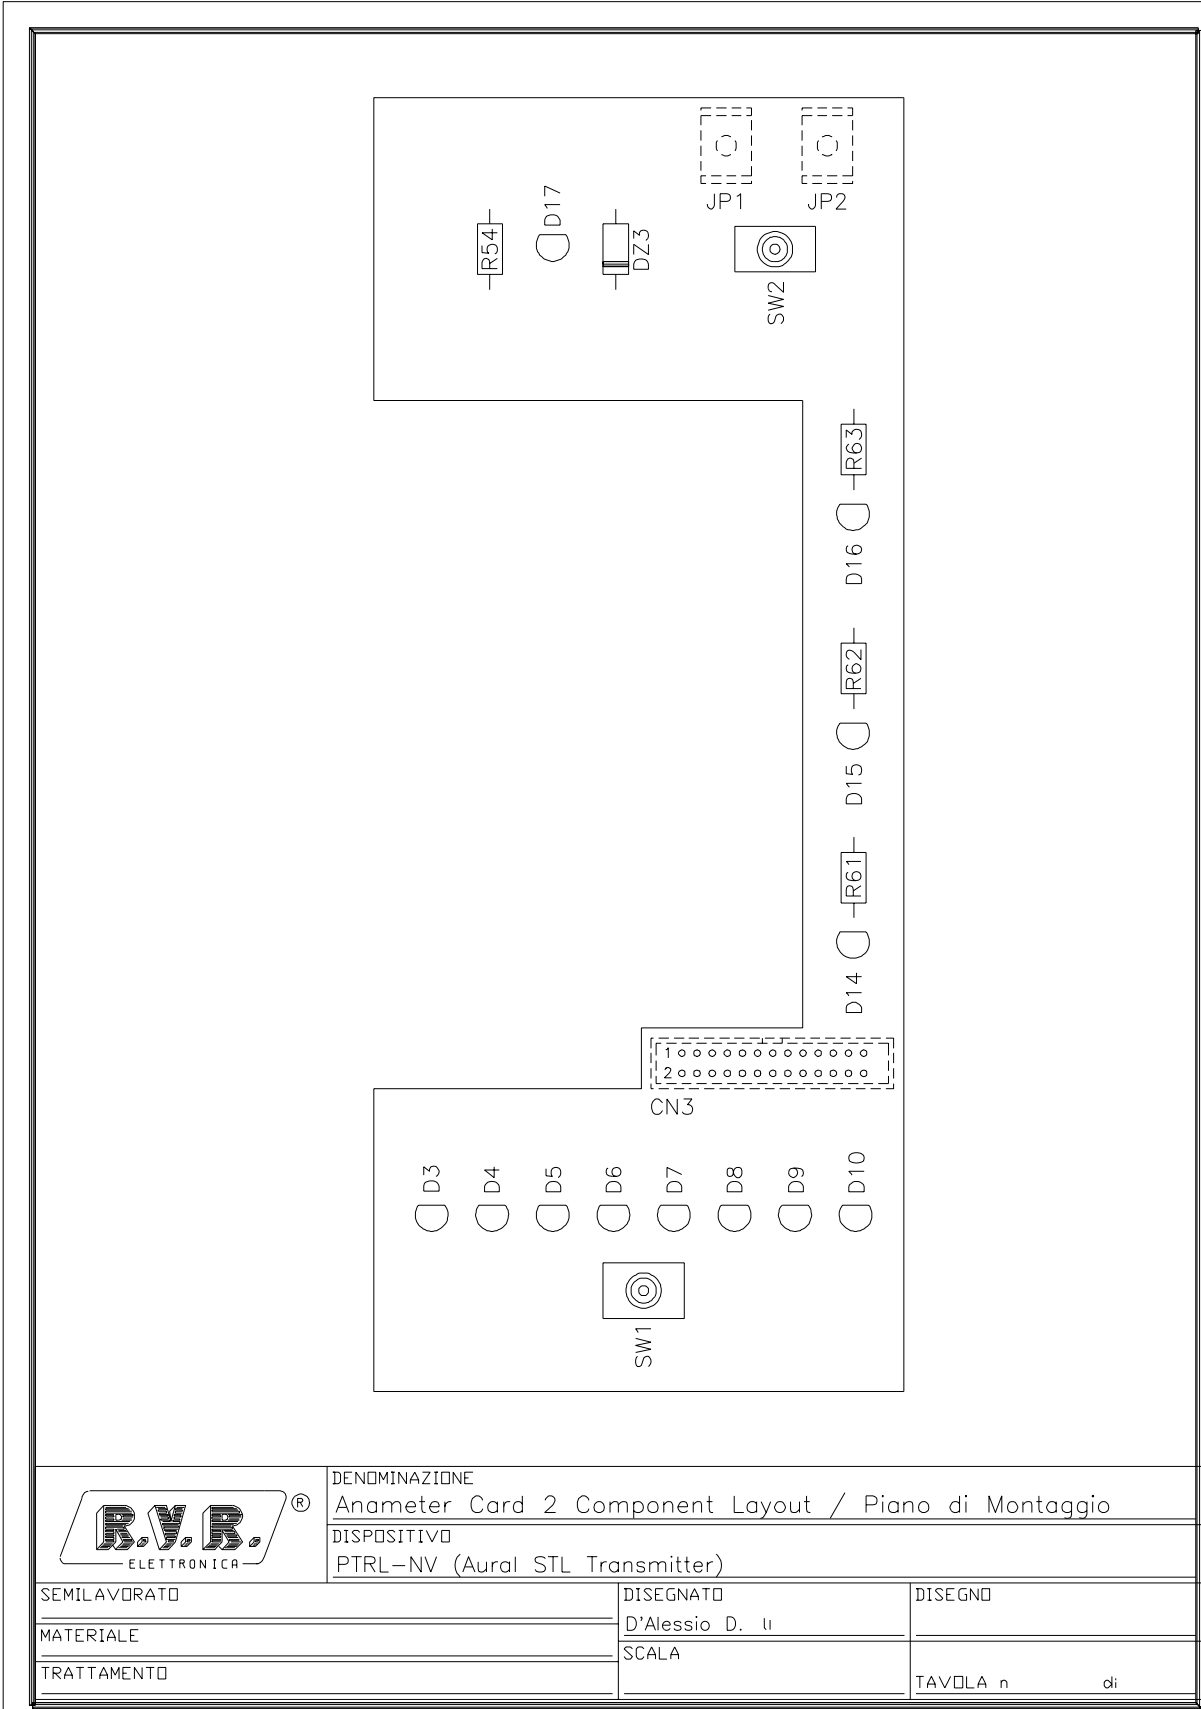 JP1
JP2
D17
R54
DZ3
SW2
R63
D16
R62
D15
R61
D14
1
2
CN3
D3
D4
D5
D6
D7
D8
D9
D10
SW1
R.V.R. ®
ELETTRONICA
DENOMINAZIONE
Anameter Card 2 Component Layout / Piano di Montaggio
DISPOSITIVO
PTRL-NV (Aural STL Transmitter)
SEMILAVORATO
MATERIALE
TRATTAMENTO
DISEGNATO
D'Alessio D. lì
SCALA
DISEGNO
TAVOLA n di